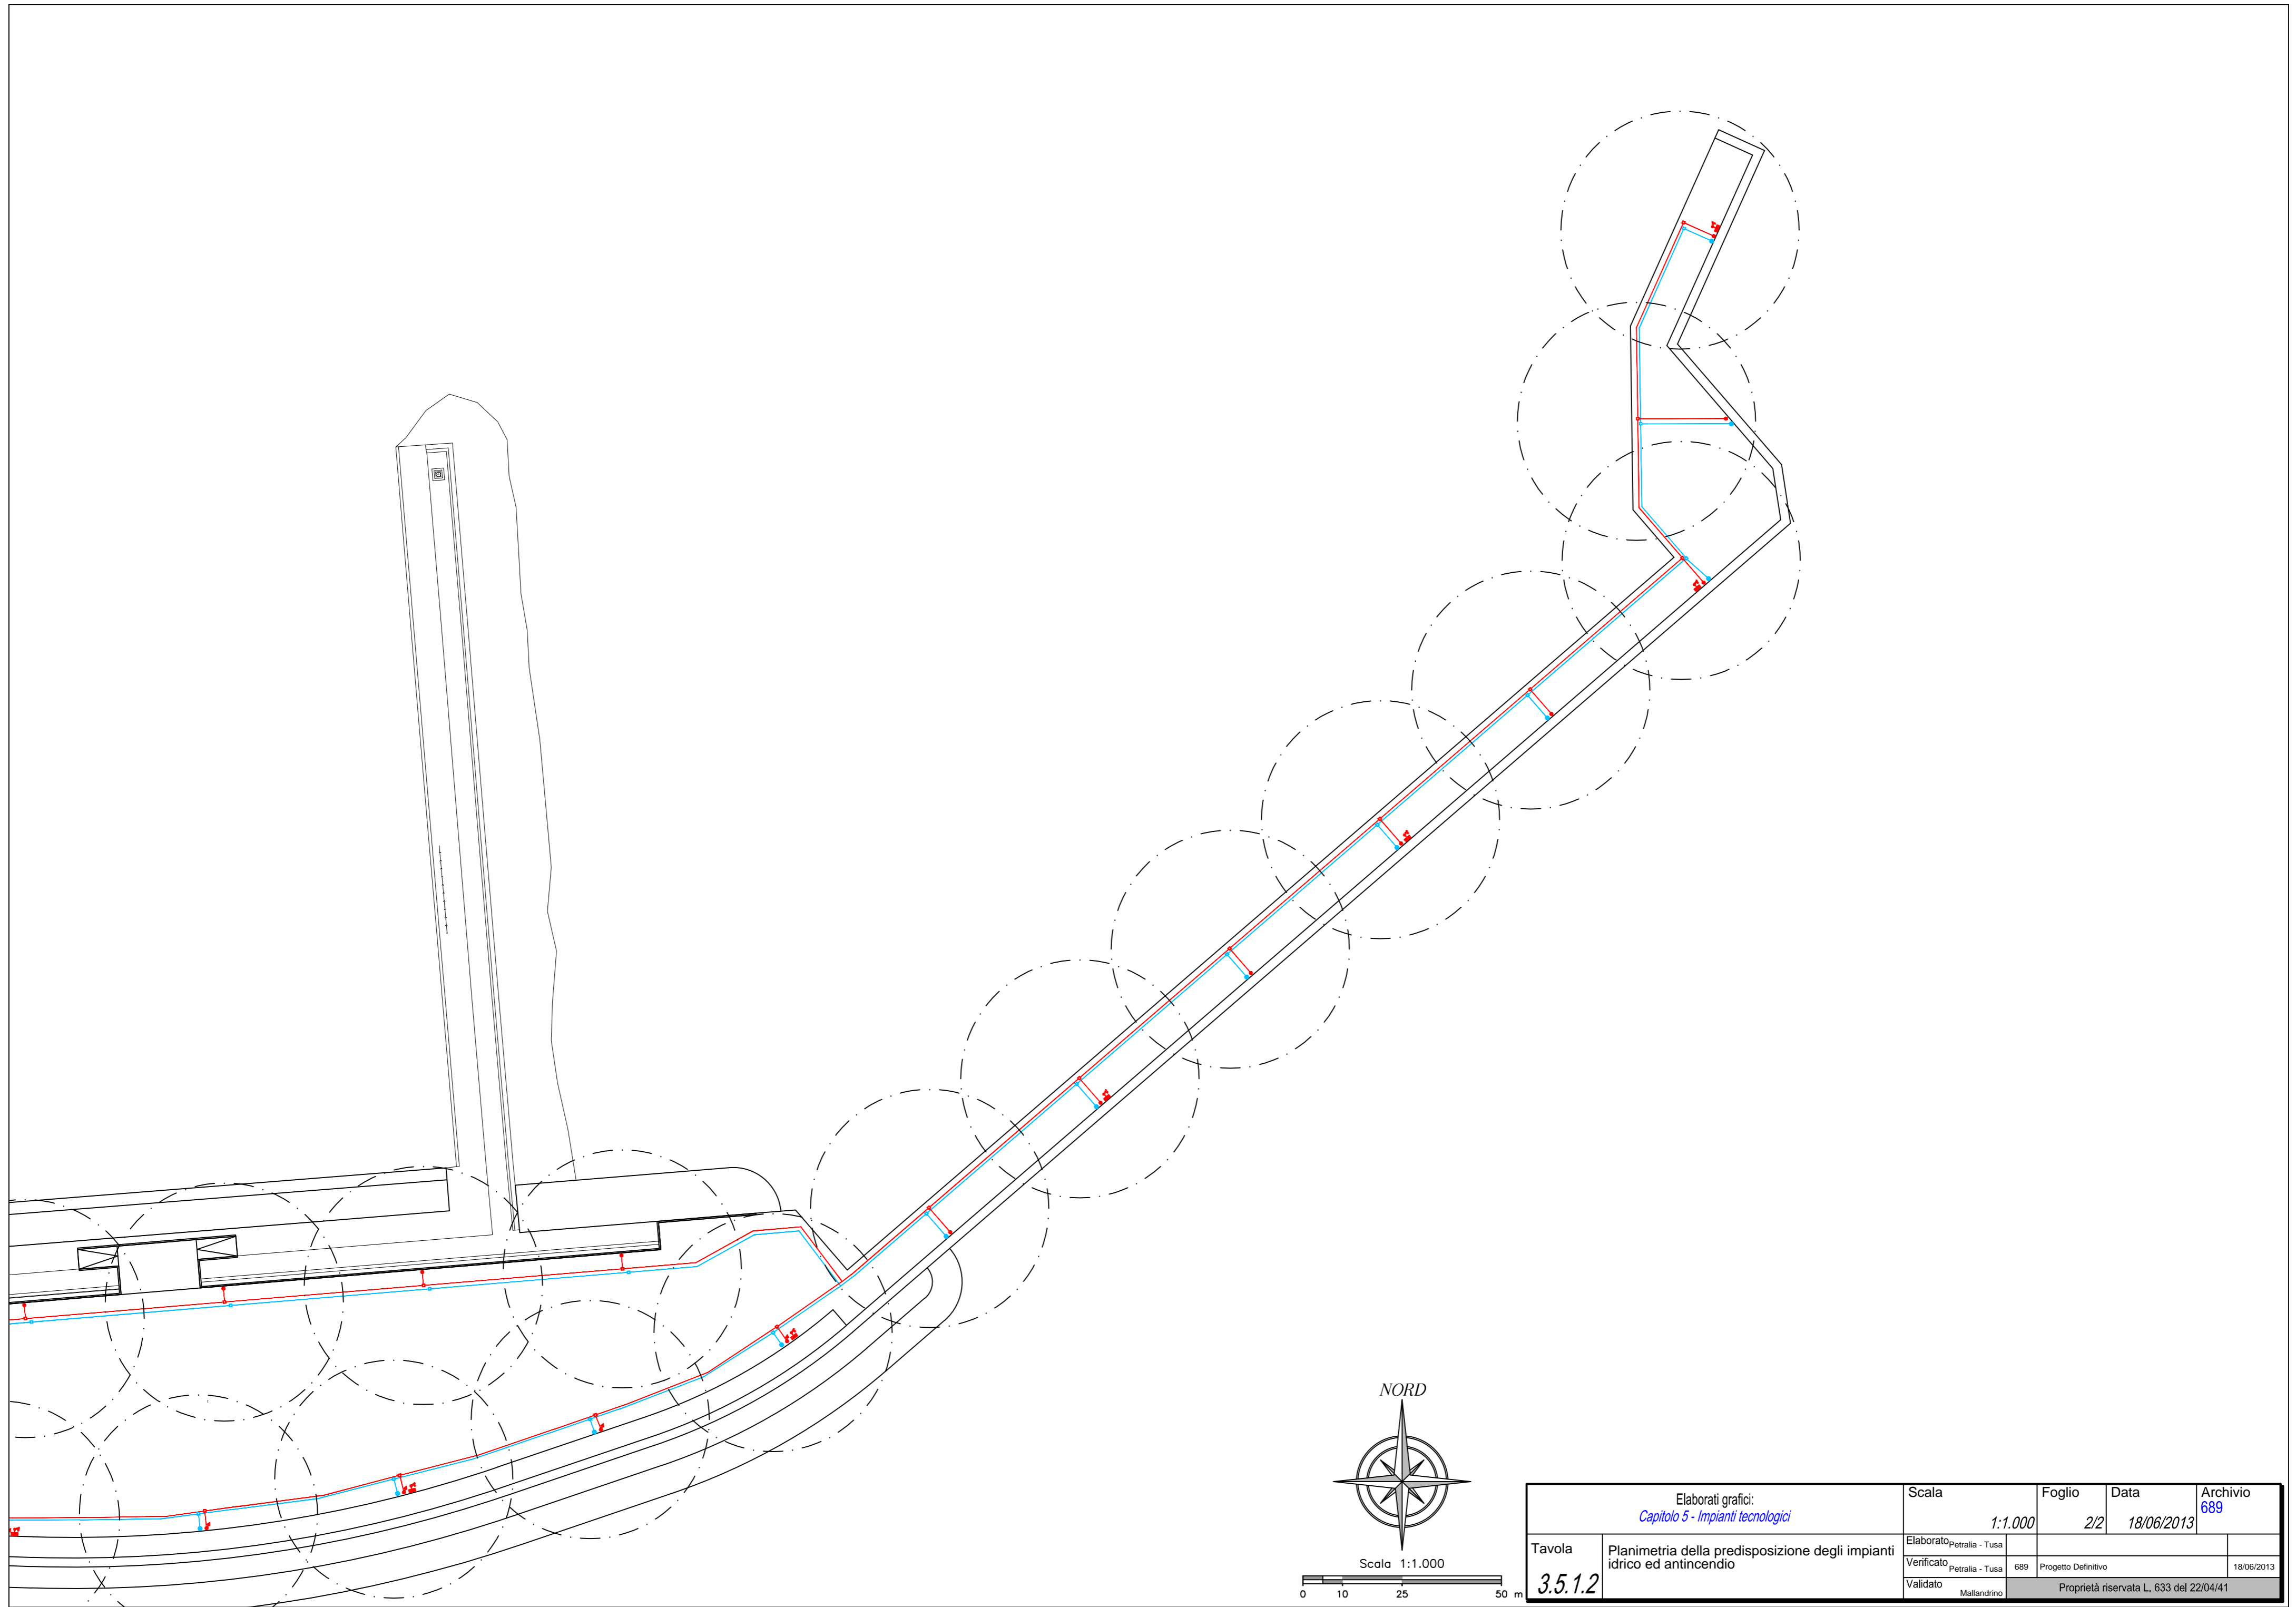 NORD
Scala 1:1.000
0 10 25 50 m
Elaborati grafici:
Capitolo 5 - Impianti tecnologici
Tavola
3.5.1.2
Planimetria della predisposizione degli impianti
idrico ed antincendio
Scala
1:1.000
Foglio
2/2
Data
18/06/2013
Archivio
689
Elaborato Petralia - Tusa
Verificato Petralia - Tusa 689 Progetto Definitivo 18/06/2013
Validato Mallandrino
Proprietà riservata L. 633 del 22/04/41